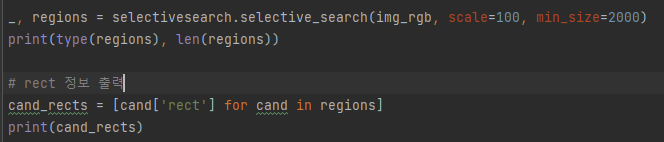 _, regions = selectivesearch.selective_search(img_rgb, scale=100, min_size=2000)
print(type(regions), len(regions))
# rect 정보 출력
cand_rects = [cand['rect'] for cand in regions]
print(cand_rects)